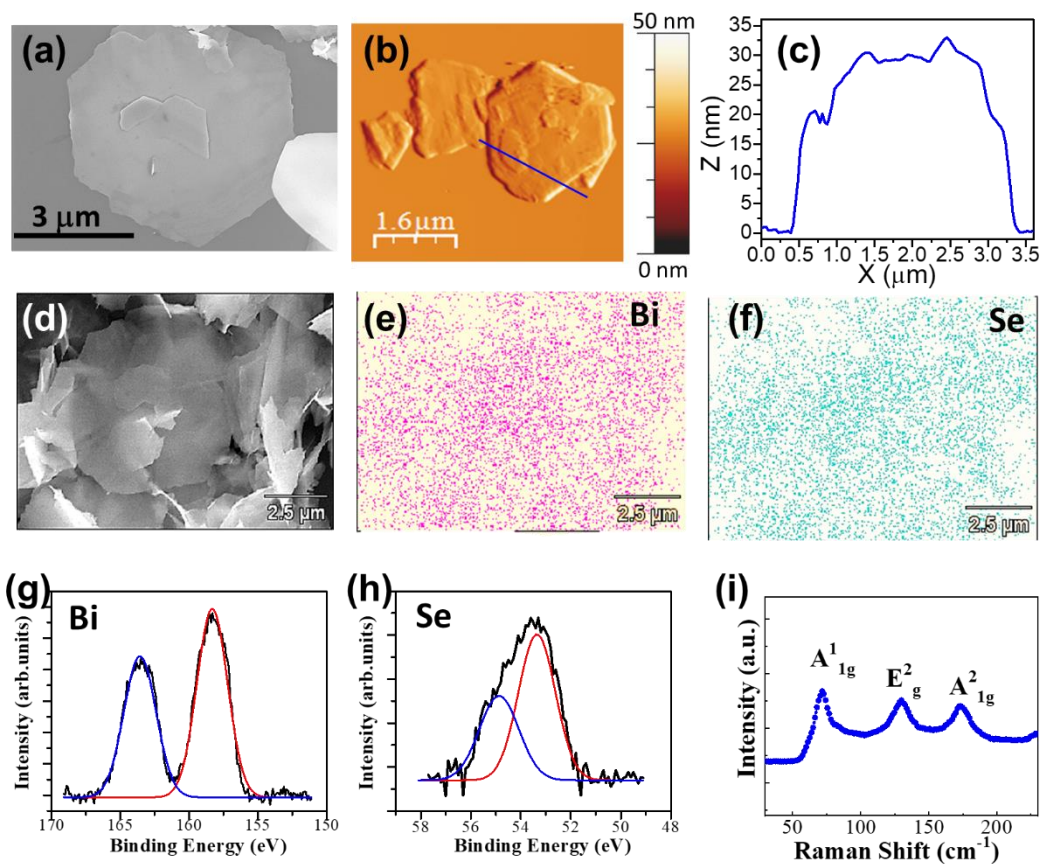 (a)
3 μm
(b)
1.6μm
50 nm
0 nm
(c)
Z (nm)
35
30
25
20
15
10
5
0
0.0 0.5 1.0 1.5 2.0 2.5 3.0 3.5
X (μm)
(d)
2.5 μm
(e)
Bi
2.5 μm
(f)
Se
2.5 μm
(g)
Bi
Intensity (arb.units)
170 165 160 155 150
Binding Energy (eV)
(h)
Se
Intensity (arb.units)
58 56 54 52 50 48
Binding Energy (eV)
(i)
Intensity (a.u.)
A¹₁g
E²g
A²₁g
50 100 150 200
Raman Shift (cm⁻¹)